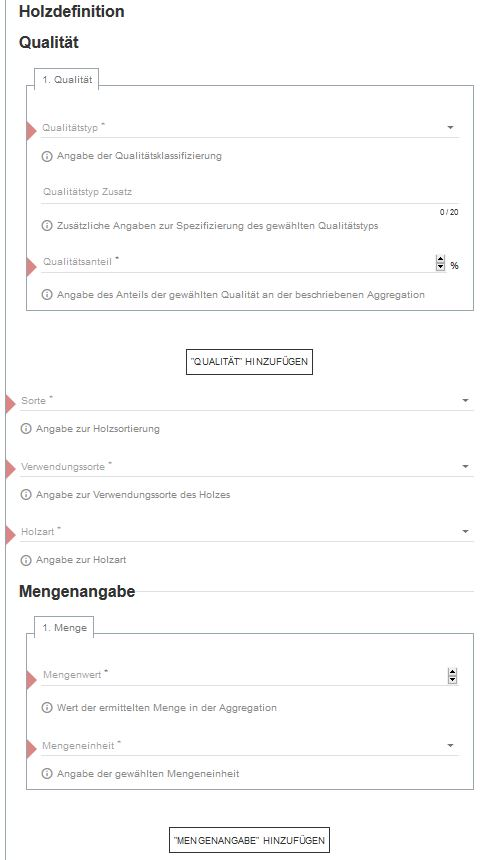 Holzdefinition
Qualität
1. Qualität
Qualitätstyp *
Angabe der Qualitätsklassifizierung
Qualitätstyp Zusatz
0 / 20
Zusätzliche Angaben zur Spezifizierung des gewählten Qualitätstyps
Qualitätsanteil *
%
Angabe des Anteils der gewählten Qualität an der beschriebenen Aggregation
"QUALITÄT" HINZUFÜGEN
Sorte *
Angabe zur Holzsortierung
Verwendungssorte *
Angabe zur Verwendungssorte des Holzes
Holzart *
Angabe zur Holzart
Mengenangabe
1. Menge
Mengenwert *
Wert der ermittelten Menge in der Aggregation
Mengeneinheit *
Angabe der gewählten Mengeneinheit
"MENGENANGABE" HINZUFÜGEN